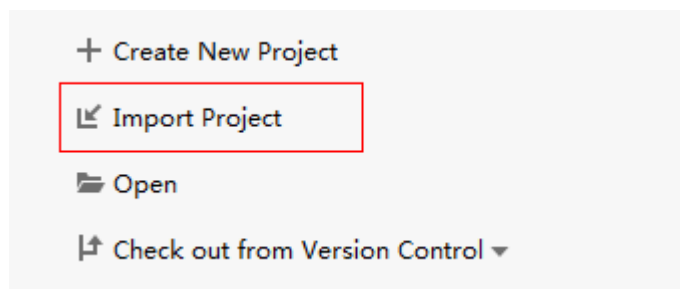 Create New Project
Import Project
Open
Check out from Version Control